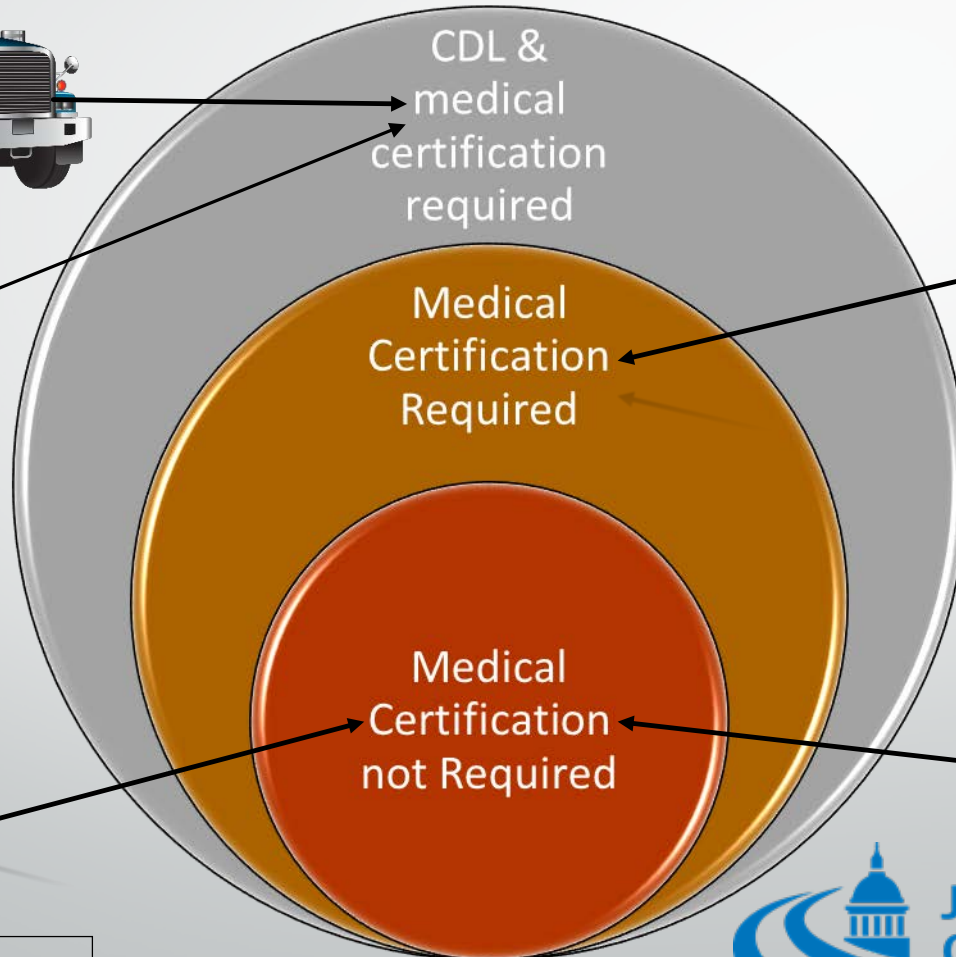 CDL &
medical
certification
required
Medical
Certification
Required
Medical
Certification
not Required